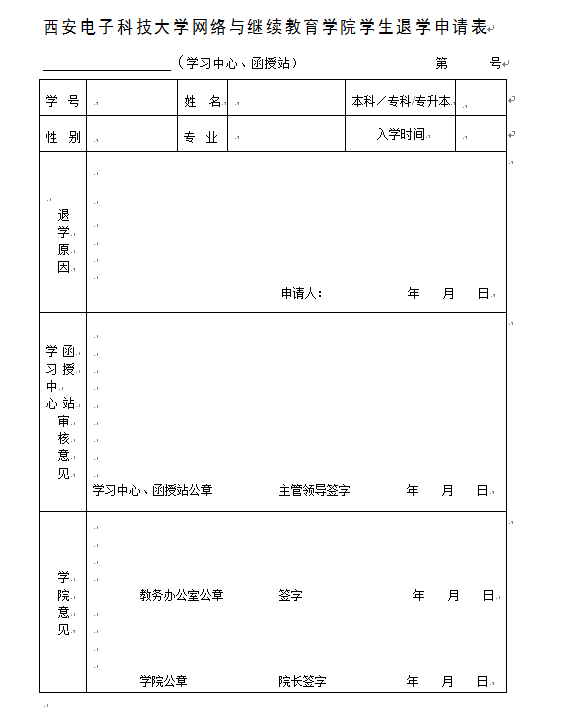 西安电子科技大学网络与继续教育学院学生退学申请表
（学习中心、函授站） 第 号
学 号 姓 名 本科／专科/专升本
性 别 专 业 入学时间
退
学
原
因
申请人： 年 月 日
学 函
习 授
中
心 站
审
核
意
见
学习中心、函授站公章 主管领导签字 年 月 日
学
院
意
见
教务办公室公章 签字 年 月 日
学院公章 院长签字 年 月 日